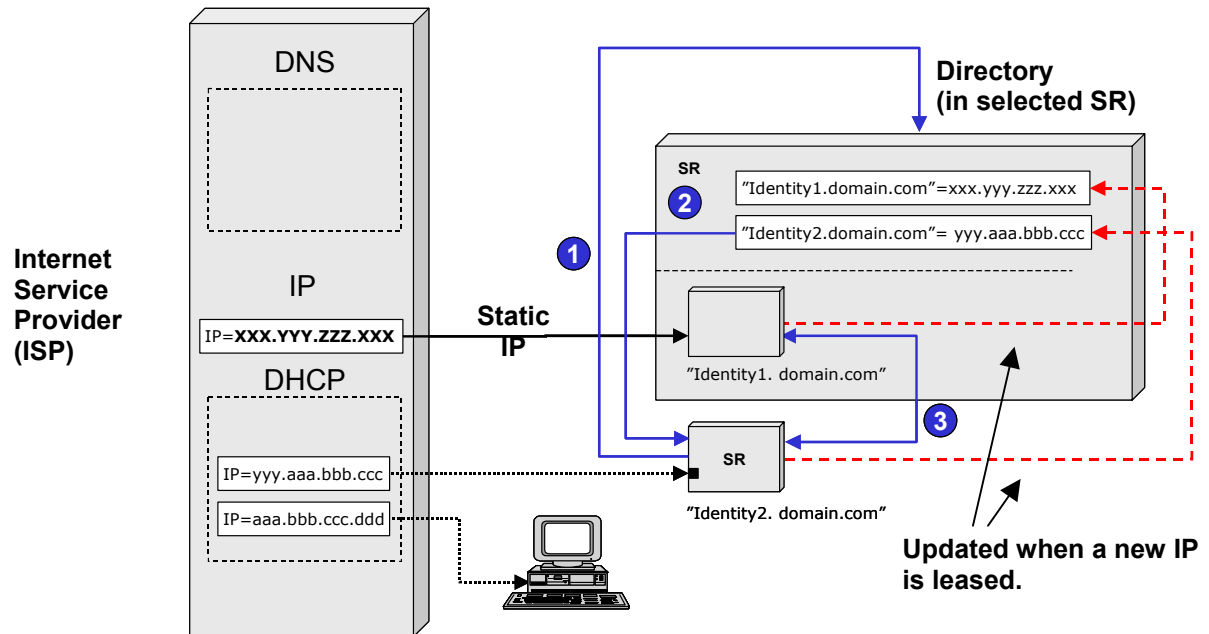 DNS
Internet
Service
Provider
(ISP)
IP
IP=XXX.YYY.ZZZ.XXX
DHCP
IP=yyy.aaa.bbb.ccc
IP=aaa.bbb.ccc.ddd
Static
IP
1
Directory
(in selected SR)
SR
2
"Identity1.domain.com"=xxx.yyy.zzz.xxx
"Identity2.domain.com"= yyy.aaa.bbb.ccc
"Identity1. domain.com"
3
SR
"Identity2. domain.com"
Updated when a new IP
is leased.